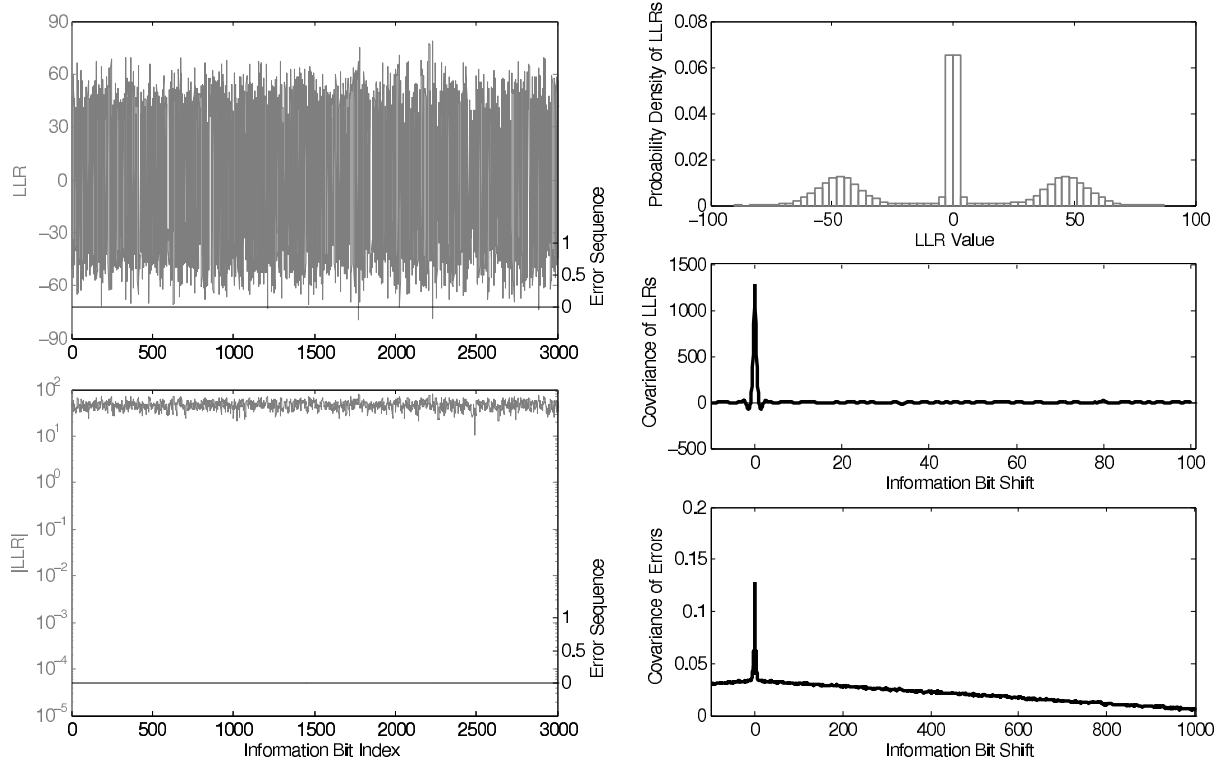 90
60
30
0
−30
−60
−90
LLR
1
0.5
0
Error Sequence
0 500 1000 1500 2000 2500 3000
10^2
10^1
10^0
10^−1
10^−2
10^−3
10^−4
10^−5
|LLR|
1
0.5
0
Error Sequence
0 500 1000 1500 2000 2500 3000
Information Bit Index
0.08
0.06
0.04
0.02
0
Probability Density of LLRs
−100 −50 0 50 100
LLR Value
1500
1000
500
0
−500
Covariance of LLRs
0 20 40 60 80 100
Information Bit Shift
0.2
0.15
0.1
0.05
0
Covariance of Errors
0 200 400 600 800 1000
Information Bit Shift